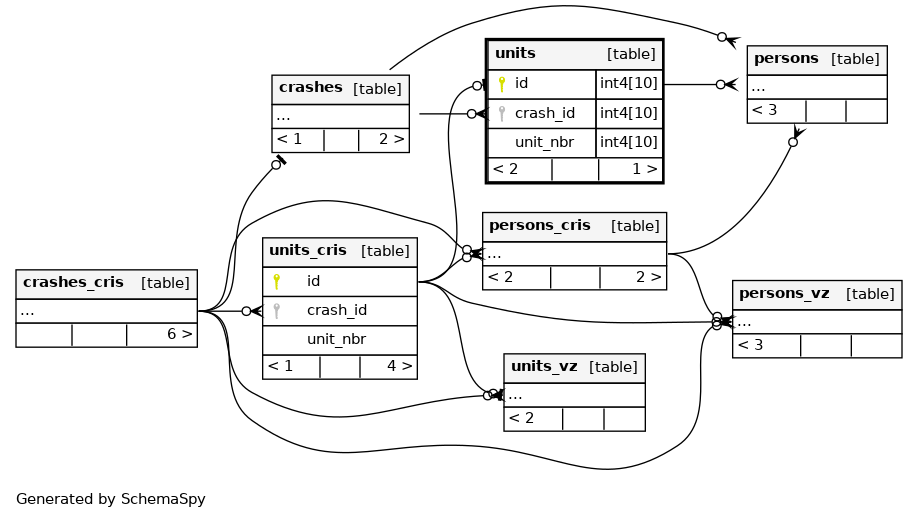 units [table]
id int4[10]
crash_id int4[10]
unit_nbr int4[10]
< 2 1 >
persons [table]
...
< 3
crashes [table]
...
< 1 2 >
persons_cris [table]
...
< 2 2 >
units_cris [table]
id
crash_id
unit_nbr
< 1 4 >
crashes_cris [table]
...
6 >
persons_vz [table]
...
< 3
units_vz [table]
...
< 2
Generated by SchemaSpy